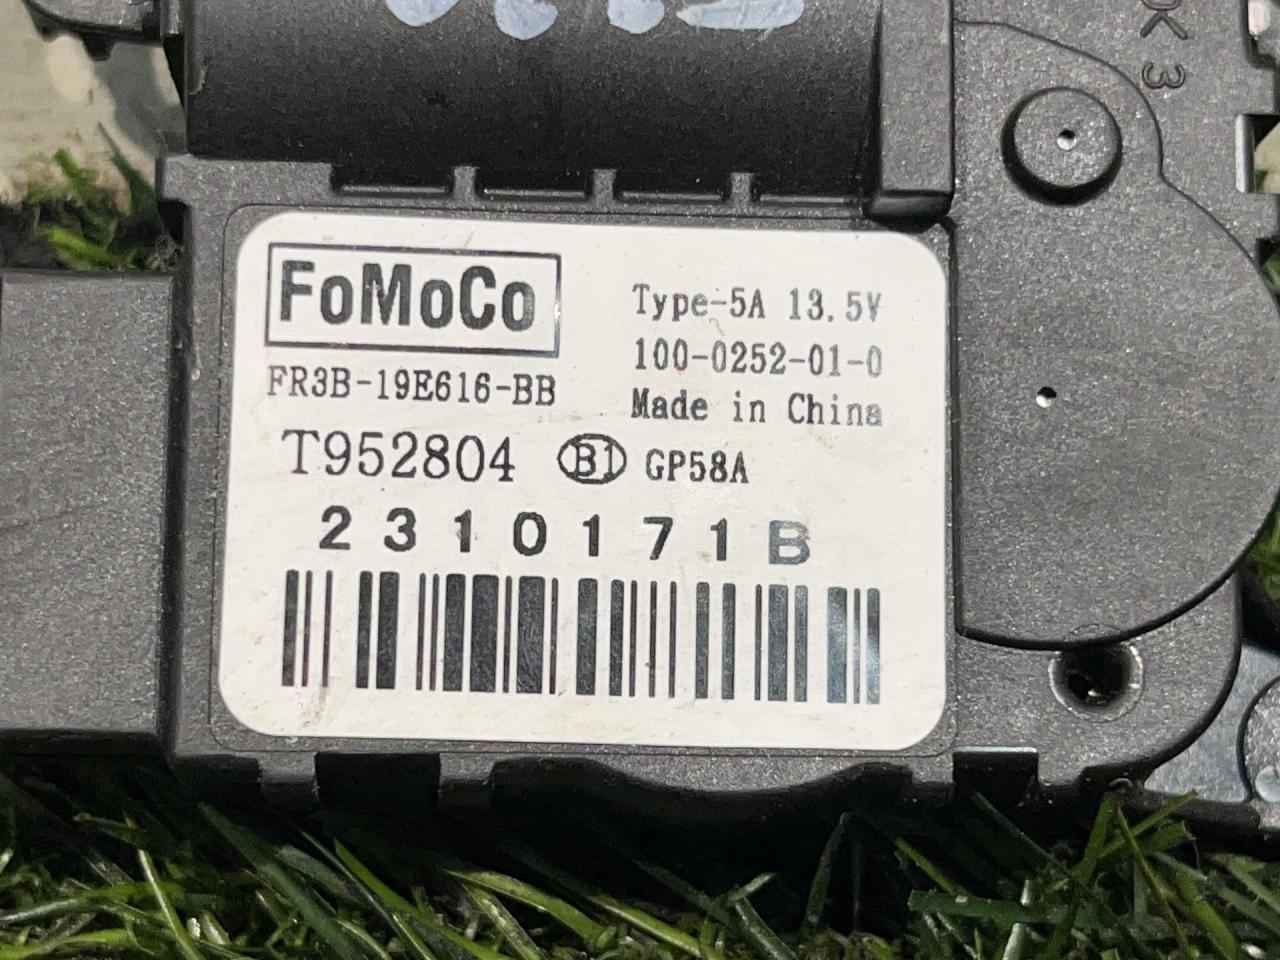 FoMoCo
FR3B-19E616-BB
Type-5A 13.5V
100-0252-01-0
Made in China
T952804 B1 GP58A
2310171B
K 3